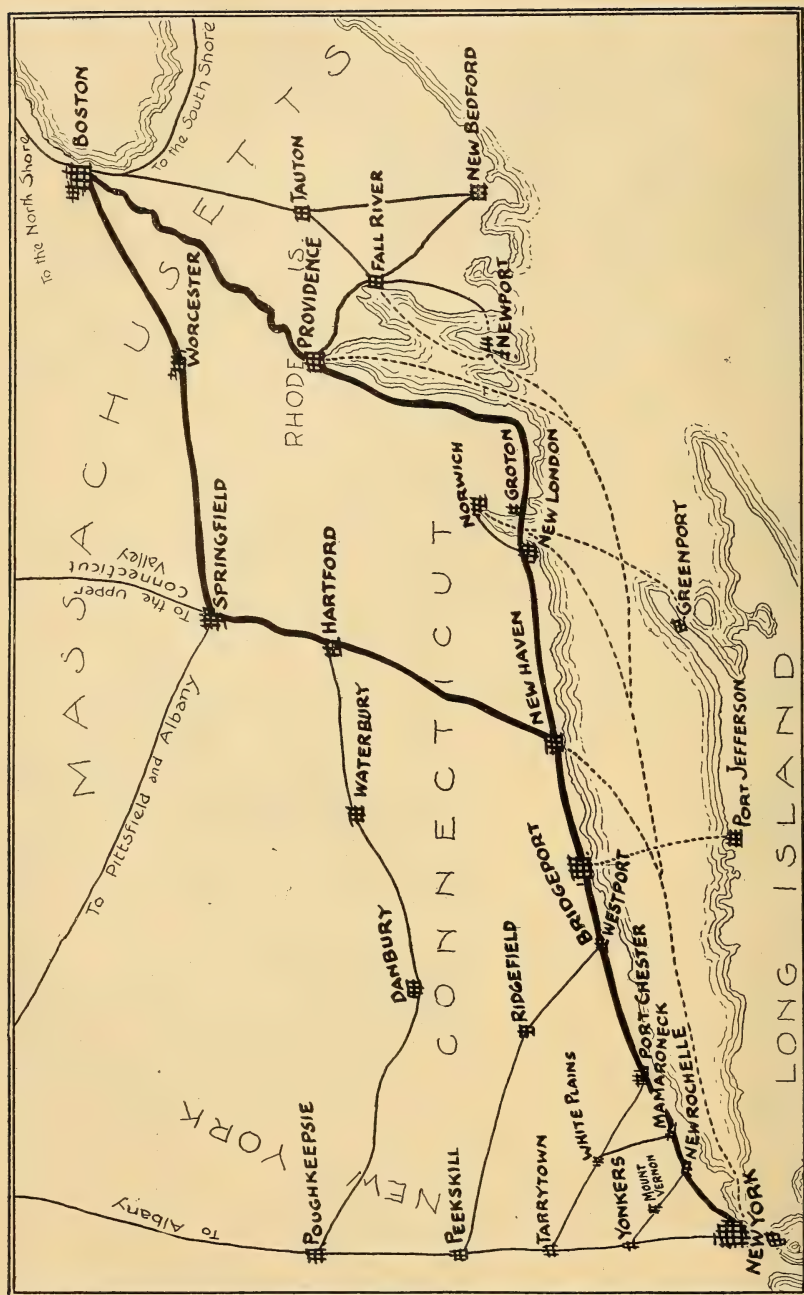 To the North Shore
BOSTON
To the South Shore
MASSACHUSETTS
WORCESTER
TAUTON
NEW BEDFORD
FALL RIVER
RHODE IS
PROVIDENCE
NEWPORT
To the upper
Connecticut
Valley
SPRINGFIELD
HARTFORD
NORWICH
GROTON
NEW LONDON
To Pittsfield and Albany
WATERBURY
CONNECTICUT
NEW HAVEN
GREENPORT
DANBURY
BRIDGEPORT
WESTPORT
PORT JEFFERSON
RIDGEFIELD
PORT CHESTER
MAMARONECK
NEW ROCHELLE
LONG ISLAND
To Albany
NEW YORK
POUGHKEEPSIE
PEEKSKILL
TARRYTOWN
WHITE PLAINS
YONKERS
MOUNT
VERNON
NEW YORK